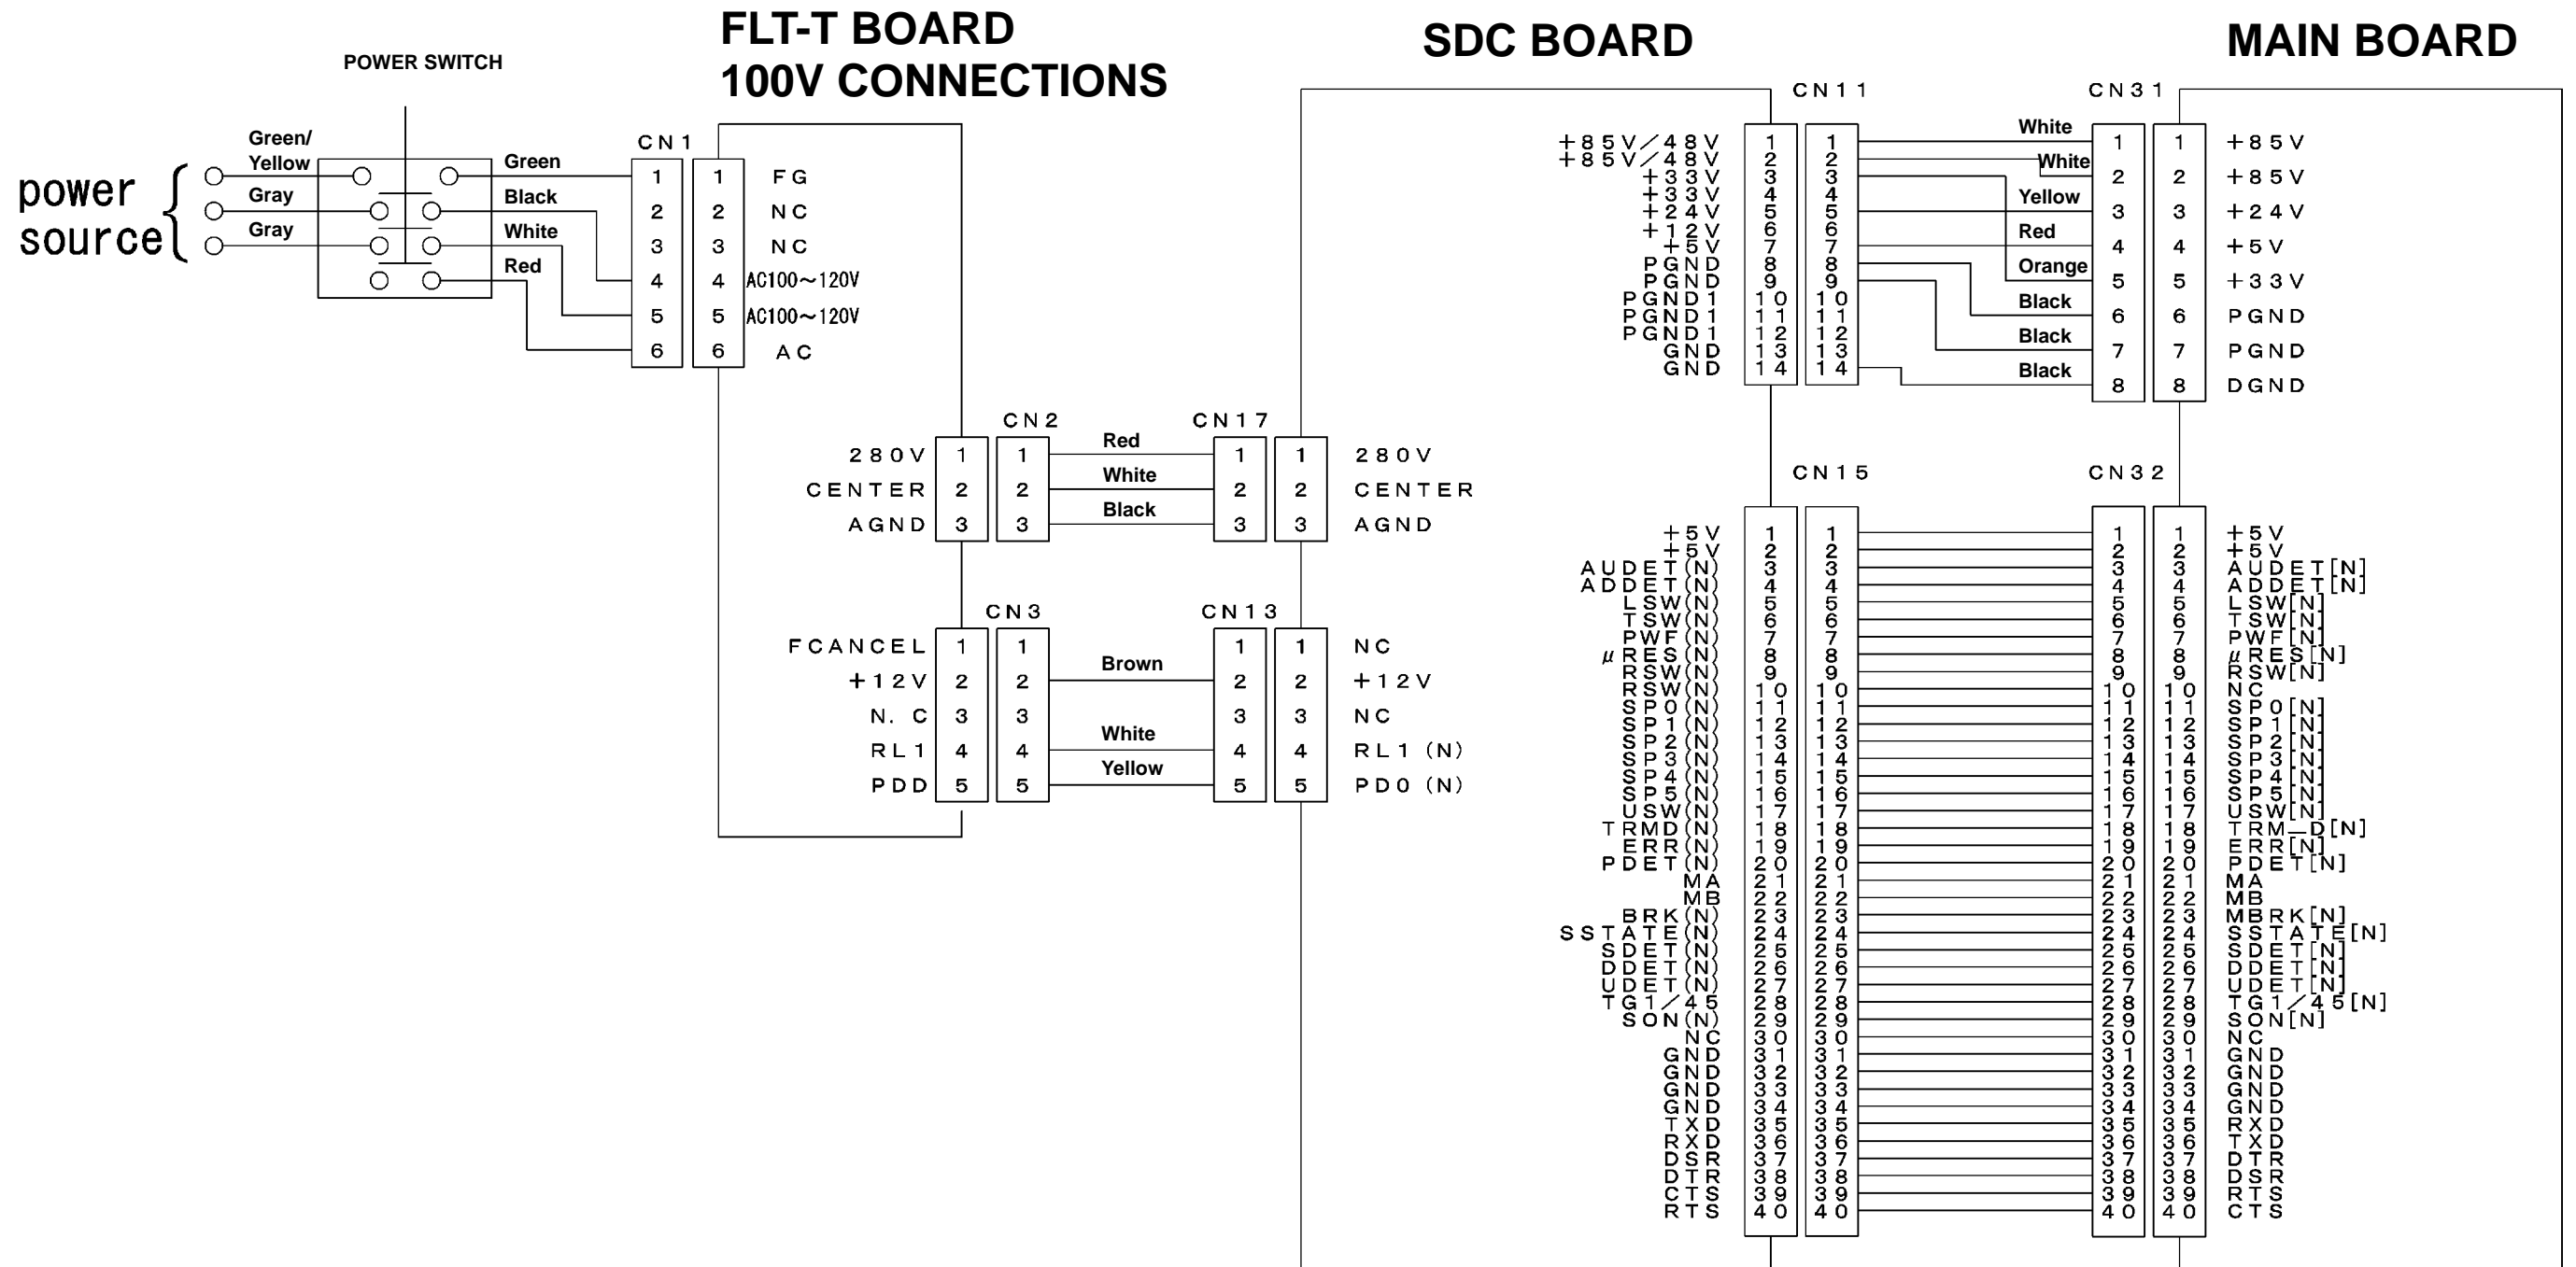 FLT-T BOARD
100V CONNECTIONS
SDC BOARD
MAIN BOARD
POWER SWITCH
power
source
Green/
Yellow
Gray
Gray
Green
Black
White
Red
CN1
1 1 FG
2 2 NC
3 3 NC
4 4 AC100～120V
5 5 AC100～120V
6 6 AC
CN2 CN17
280V 1 1 Red 1 1 280V
CENTER 2 2 White 2 2 CENTER
AGND 3 3 Black 3 3 AGND
CN3 CN13
FCANCEL 1 1 1 1 NC
+12V 2 2 Brown 2 2 +12V
N. C 3 3 3 3 NC
RL1 4 4 White 4 4 RL1 (N)
PDD 5 5 Yellow 5 5 PD0 (N)
CN11
+85V/48V 1 1
+85V/48V 2 2
+33V 3 3
+33V 4 4
+24V 5 5
+12V 6 6
+5V 7 7
PGND 8 8
PGND 9 9
PGND1 10 10
PGND1 11 11
PGND1 12 12
GND 13 13
GND 14 14
CN31
White 1 1 +85V
White 2 2 +85V
Yellow 3 3 +24V
Red 4 4 +5V
Orange 5 5 +33V
Black 6 6 PGND
Black 7 7 PGND
Black 8 8 DGND
CN15 CN32
+5V 1 1 1 1 +5V
+5V 2 2 2 2 +5V
AUDET(N) 3 3 3 3 AUDET[N]
ADDET(N) 4 4 4 4 ADDET[N]
LSW(N) 5 5 5 5 LSW[N]
TSW(N) 6 6 6 6 TSW[N]
PWF(N) 7 7 7 7 PWF[N]
μRES(N) 8 8 8 8 μRES[N]
RSW(N) 9 9 9 9 RSW[N]
RSW(N) 10 10 10 10 NC
SP0(N) 11 11 11 11 SP0[N]
SP1(N) 12 12 12 12 SP1[N]
SP2(N) 13 13 13 13 SP2[N]
SP3(N) 14 14 14 14 SP3[N]
SP4(N) 15 15 15 15 SP4[N]
SP5(N) 16 16 16 16 SP5[N]
USW(N) 17 17 17 17 USW[N]
TRMD(N) 18 18 18 18 TRM_D[N]
ERR(N) 19 19 19 19 ERR[N]
PDET(N) 20 20 20 20 PDET[N]
MA 21 21 21 21 MA
MB 22 22 22 22 MB
BRK(N) 23 23 23 23 MBRK[N]
SSTATE(N) 24 24 24 24 SSTATE[N]
SDET(N) 25 25 25 25 SDET[N]
DDET(N) 26 26 26 26 DDET[N]
UDET(N) 27 27 27 27 UDET[N]
TG1/45 28 28 28 28 TG1/45[N]
SON(N) 29 29 29 29 SON[N]
NC 30 30 30 30 NC
GND 31 31 31 31 GND
GND 32 32 32 32 GND
GND 33 33 33 33 GND
GND 34 34 34 34 GND
TXD 35 35 35 35 RXD
RXD 36 36 36 36 TXD
DSR 37 37 37 37 DTR
DTR 38 38 38 38 DSR
CTS 39 39 39 39 RTS
RTS 40 40 40 40 CTS